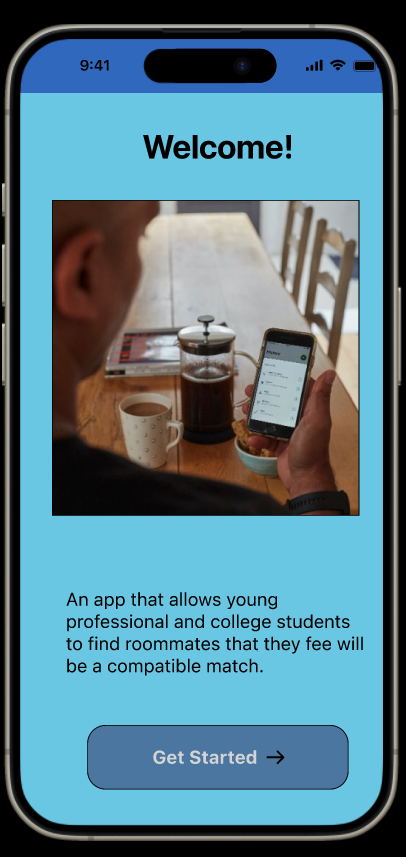 9:41
Welcome!
An app that allows young
professional and college students
to find roommates that they fee will
be a compatible match.
Get Started →